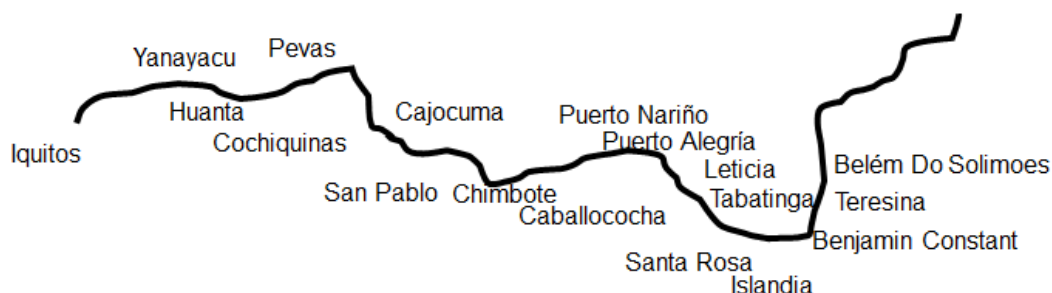 Yanayacu
Pevas
Iquitos
Huanta
Cochiquinas
Cajocuma
San Pablo
Chimbote
Puerto Nariño
Puerto Alegría
Caballococha
Leticia
Tabatinga
Santa Rosa
Islandia
Belém Do Solimoes
Teresina
Benjamin Constant